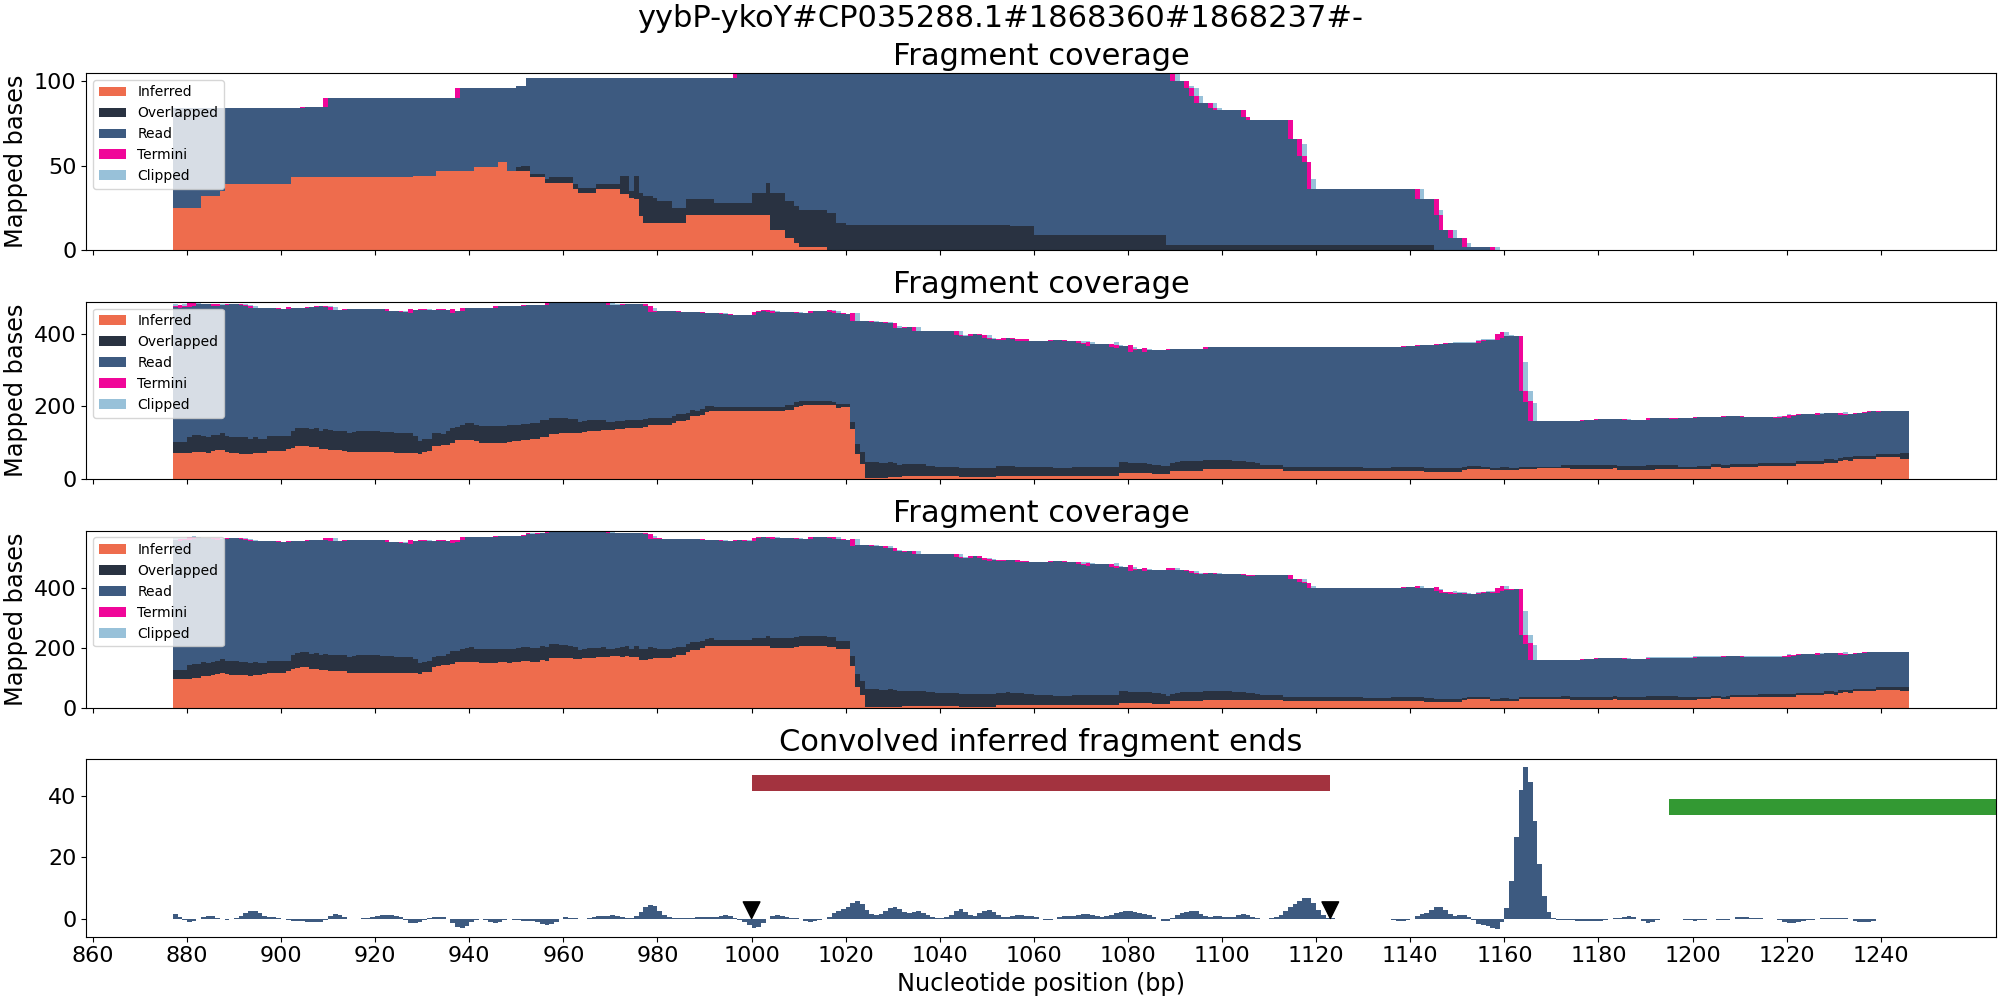 yybP-ykoY#CP035288.1#1868360#1868237#-
Fragment coverage
Mapped bases
100
50
0
Inferred
Overlapped
Read
Termini
Clipped
Fragment coverage
Mapped bases
400
200
0
Inferred
Overlapped
Read
Termini
Clipped
Fragment coverage
Mapped bases
400
200
0
Inferred
Overlapped
Read
Termini
Clipped
Convolved inferred fragment ends
40
20
0
860 880 900 920 940 960 980 1000 1020 1040 1060 1080 1100 1120 1140 1160 1180 1200 1220 1240
Nucleotide position (bp)